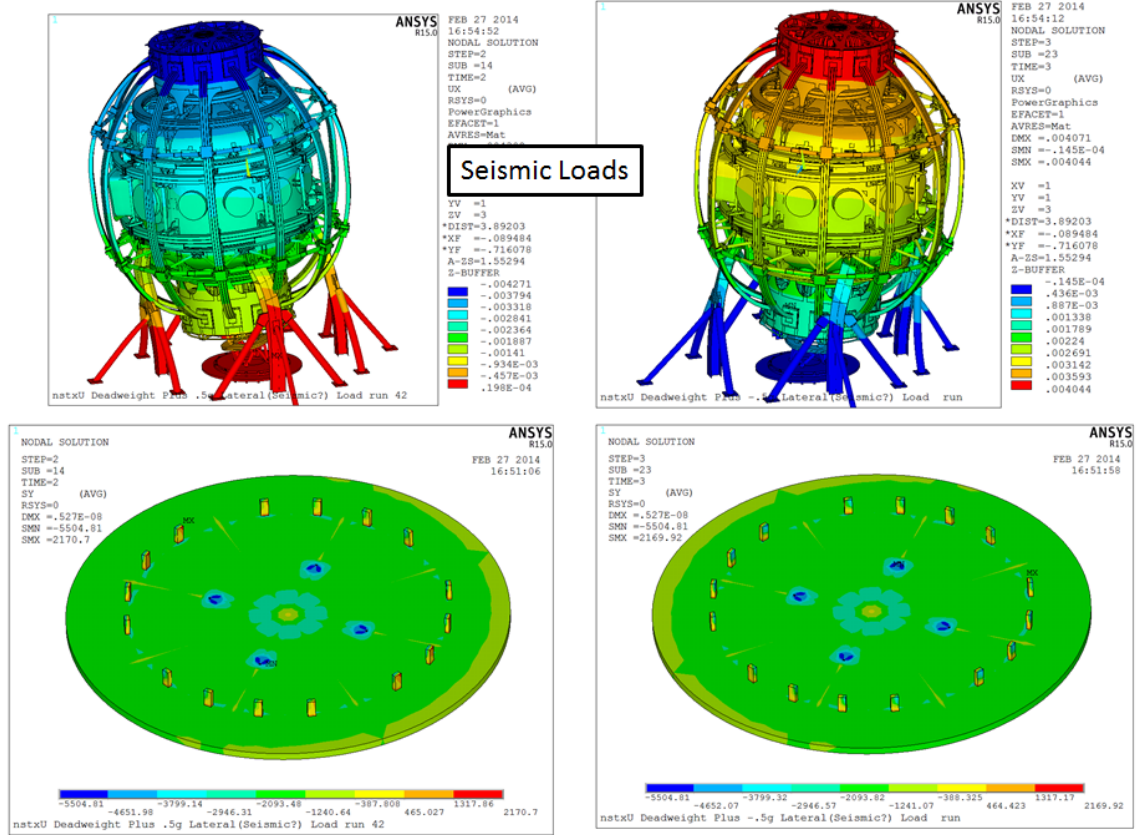 1
ANSYS
R15.0
FEB 27 2014
16:54:52
NODAL SOLUTION
STEP=2
SUB =14
TIME=2
UX (AVG)
RSYS=0
PowerGraphics
EFACET=1
AVRES=Mat
YV =1
ZV =3
*DIST=3.89203
*XF =-.089484
*YF =-.716078
A-ZS=1.55294
Z-BUFFER
-.004271
-.003794
-.003318
-.002841
-.002364
-.001887
-.00141
-.934E-03
-.457E-03
.198E-04
MX
nstxU Deadweight Plus .5g Lateral(Seismic?) Load run 42
Seismic Loads
1
ANSYS
R15.0
FEB 27 2014
16:54:12
NODAL SOLUTION
STEP=3
SUB =23
TIME=3
UX (AVG)
RSYS=0
PowerGraphics
EFACET=1
AVRES=Mat
DMX =.004071
SMN =-.145E-04
SMX =.004044
XV =1
YV =1
ZV =3
*DIST=3.89203
*XF =-.089484
*YF =-.716078
A-ZS=1.55294
Z-BUFFER
-.145E-04
.436E-03
.887E-03
.001338
.001789
.00224
.002691
.003142
.003593
.004044
nstxU Deadweight Plus -.5g Lateral(Seismic?) Load run
1
NODAL SOLUTION
STEP=2
SUB =14
TIME=2
SY (AVG)
RSYS=0
DMX =.527E-08
SMN =-5504.81
SMX =2170.7
ANSYS
R15.0
FEB 27 2014
16:51:06
MX
MN
-5504.81 -4651.98 -3799.14 -2946.31 -2093.48 -1240.64 -387.808 465.027 1317.86 2170.7
nstxU Deadweight Plus .5g Lateral(Seismic?) Load run 42
1
NODAL SOLUTION
STEP=3
SUB =23
TIME=3
SY (AVG)
RSYS=0
DMX =.527E-08
SMN =-5504.81
SMX =2169.92
ANSYS
R15.0
FEB 27 2014
16:51:58
MX
-5504.81 -4652.07 -3799.32 -2946.57 -2093.82 -1241.07 -388.325 664.423 1317.17 2169.92
nstxU Deadweight Plus -.5g Lateral(Seismic?) Load run